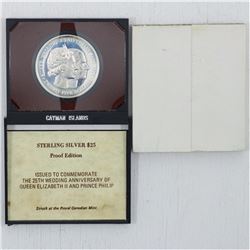 CAYMAN ISLANDS
STERLING SILVER $25
Proof Edition
ISSUED TO COMMEMORATE
THE 25TH WEDDING ANNIVERSARY OF
QUEEN ELIZABETH II AND PRINCE PHILIP
Struck at the Royal Canadian Mint.